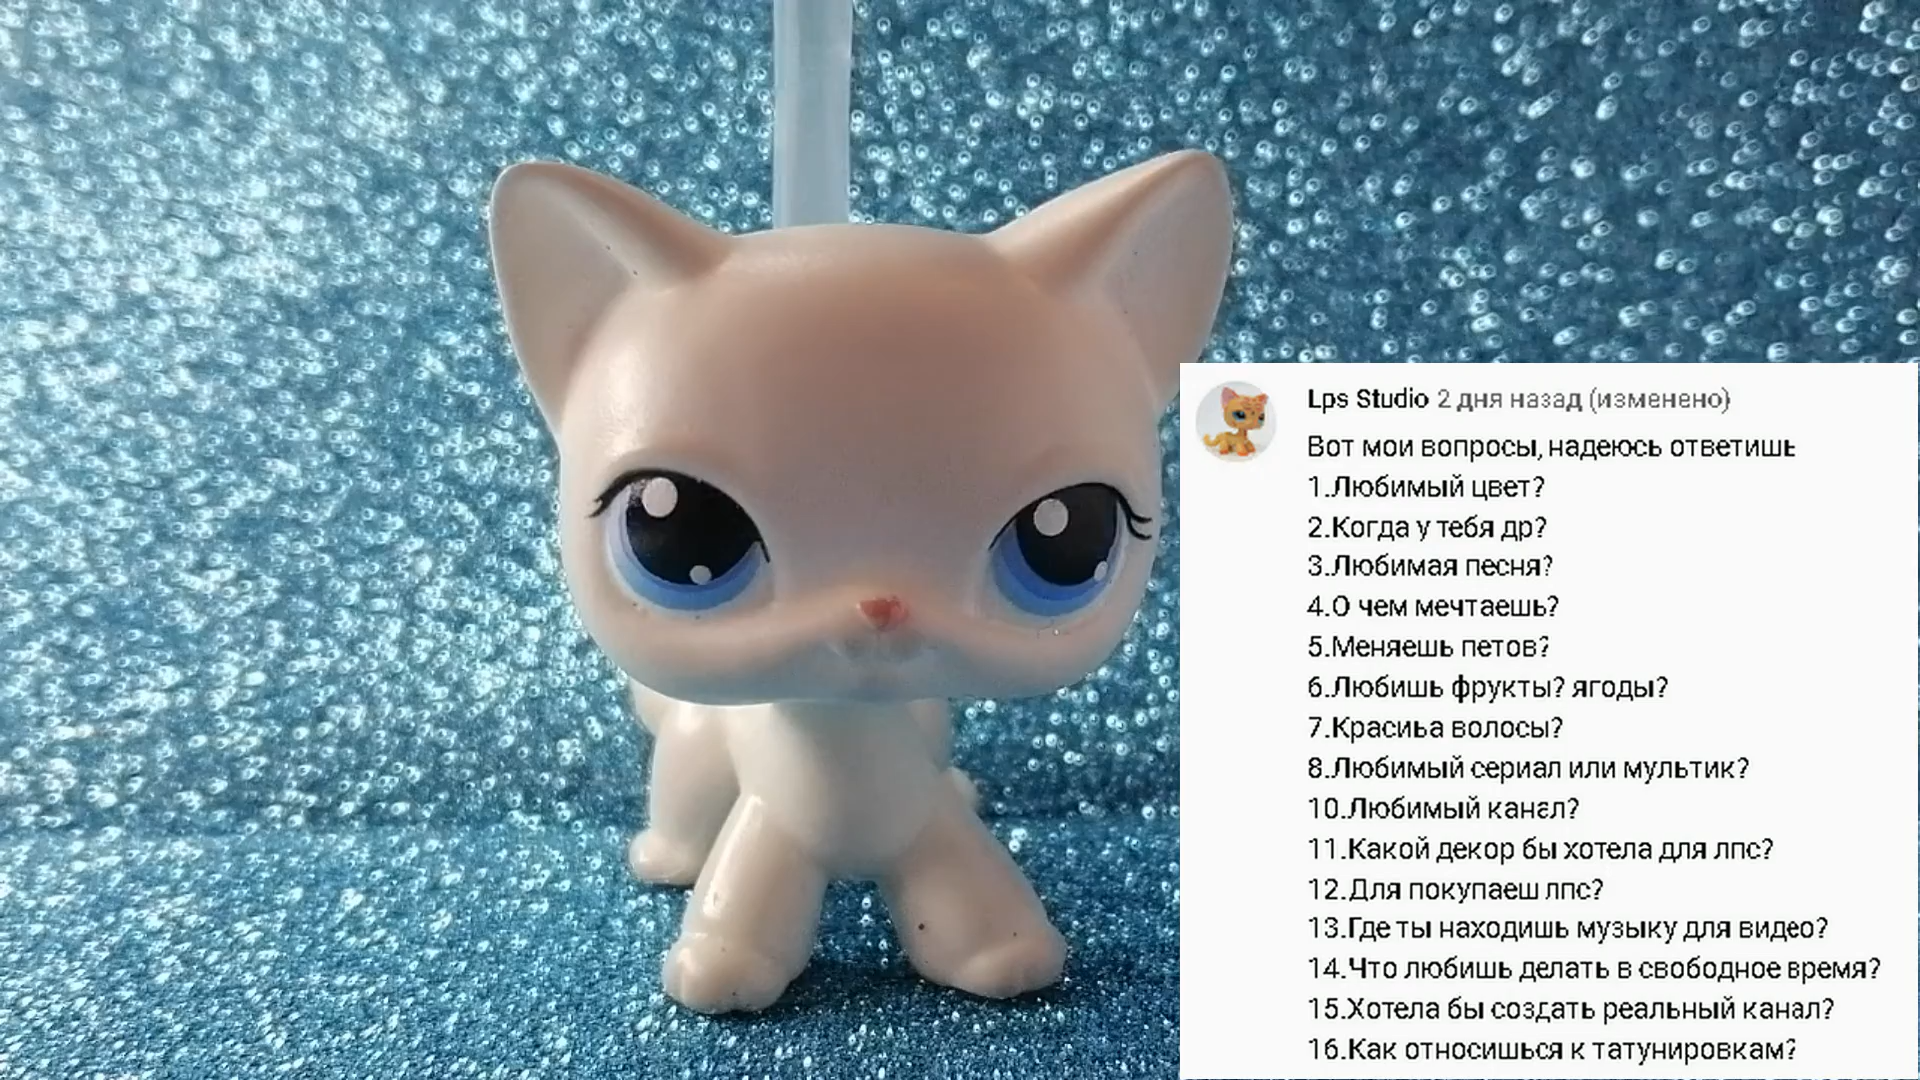 Lps Studio 2 дня назад (изменено)
Вот мои вопросы, надеюсь ответишь
1.Любимый цвет?
2.Когда у тебя др?
3.Любимая песня?
4.О чем мечтаешь?
5.Меняешь петов?
6.Любишь фрукты? ягоды?
7.Красиьа волосы?
8.Любимый сериал или мультик?
10.Любимый канал?
11.Какой декор бы хотела для лпс?
12.Для покупаеш лпс?
13.Где ты находишь музыку для видео?
14.Что любишь делать в свободное время?
15.Хотела бы создать реальный канал?
16.Как относишься к татунировкам?